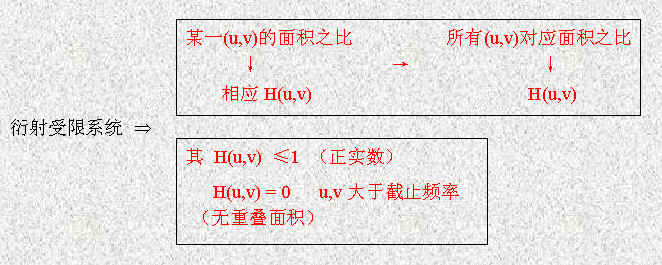 某一(u,v)的面积之比 所有(u,v)对应面积之比
↓ → ↓
相应 H(u,v) H(u,v)
衍射受限系统 ⇒
其 H(u,v) ≤1 （正实数）
H(u,v) = 0 u,v 大于截止频率
（无重叠面积）